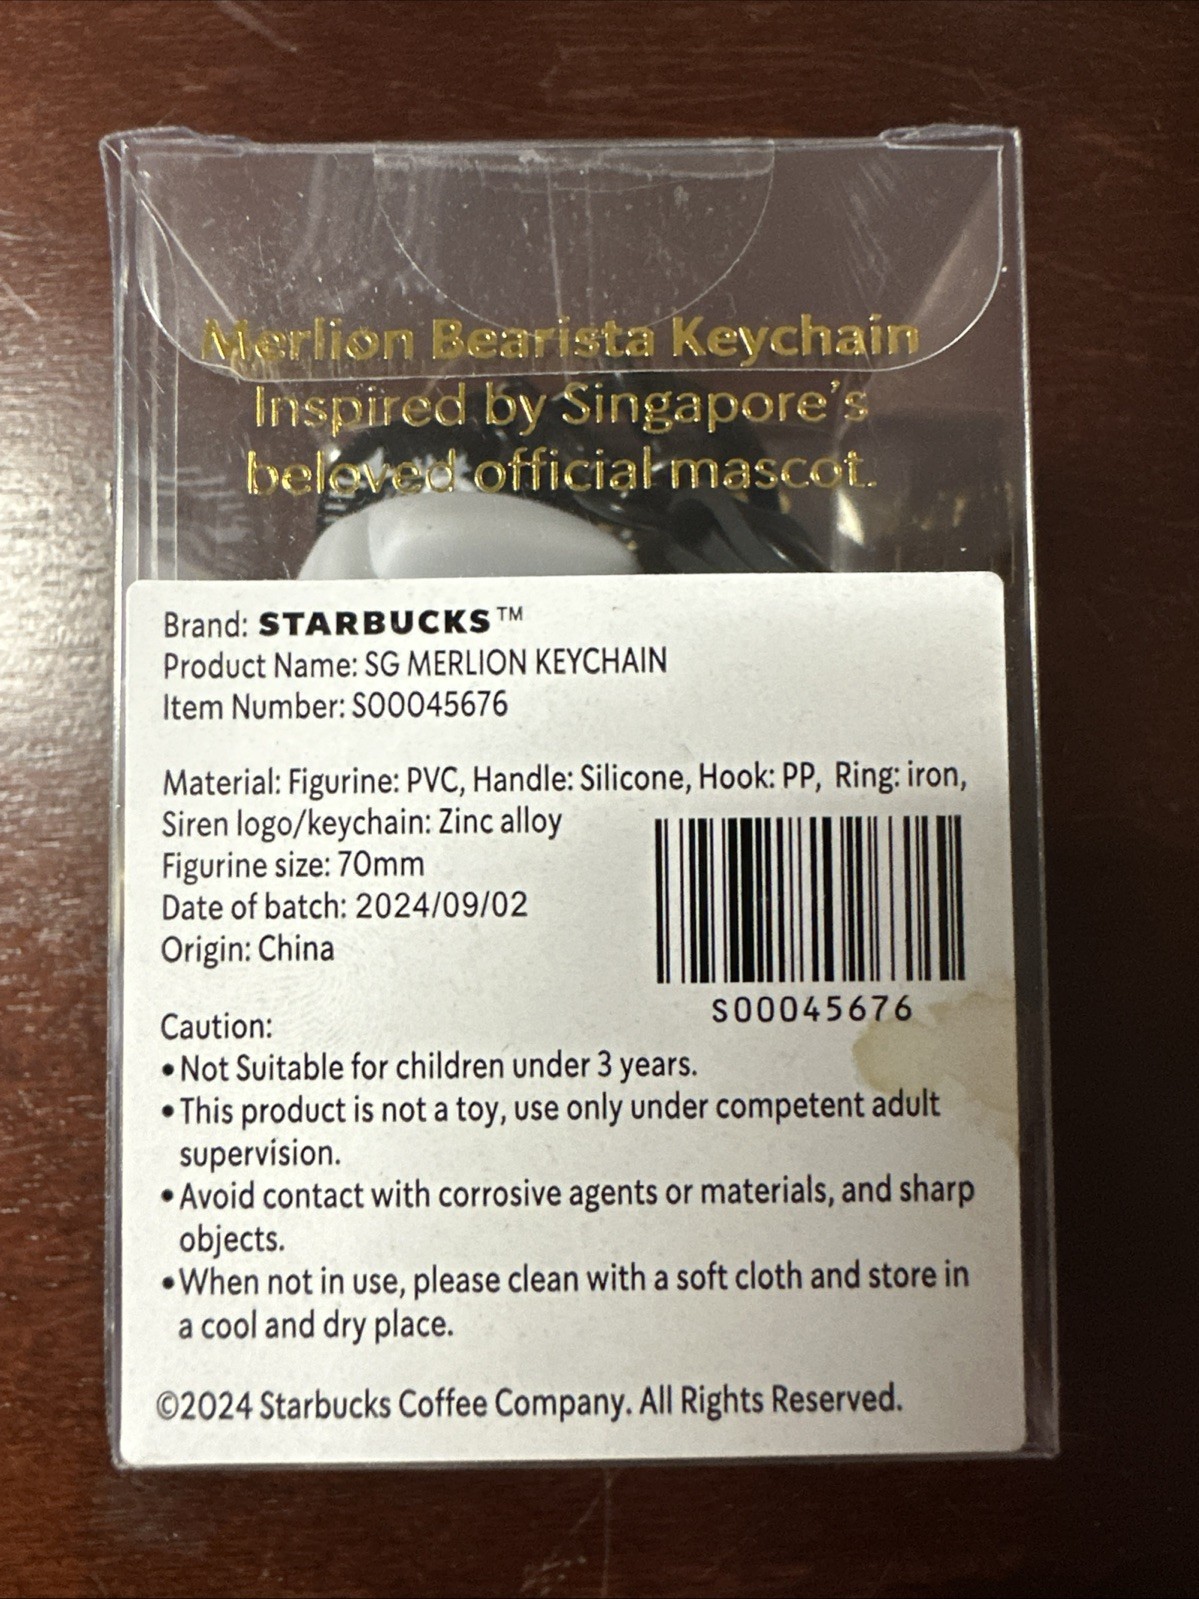 Merlion Bearista Keychain
Inspired by Singapore's
beloved official mascot.
Brand: STARBUCKS™
Product Name: SG MERLION KEYCHAIN
Item Number: S00045676
Material: Figurine: PVC, Handle: Silicone, Hook: PP, Ring: iron,
Siren logo/keychain: Zinc alloy
Figurine size: 70mm
Date of batch: 2024/09/02
Origin: China
S00045676
Caution:
•Not Suitable for children under 3 years.
•This product is not a toy, use only under competent adult
supervision.
•Avoid contact with corrosive agents or materials, and sharp
objects.
•When not in use, please clean with a soft cloth and store in
a cool and dry place.
©2024 Starbucks Coffee Company. All Rights Reserved.